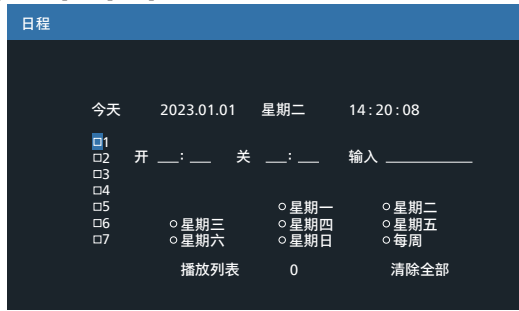 日程
今天 2023.01.01 星期二 14:20:08
1
2 开 __:__ 关 __:__ 输入 ________
3
4
5 星期一 星期二
6 星期三 星期四 星期五
7 星期六 星期日 每周
播放列表 0 清除全部